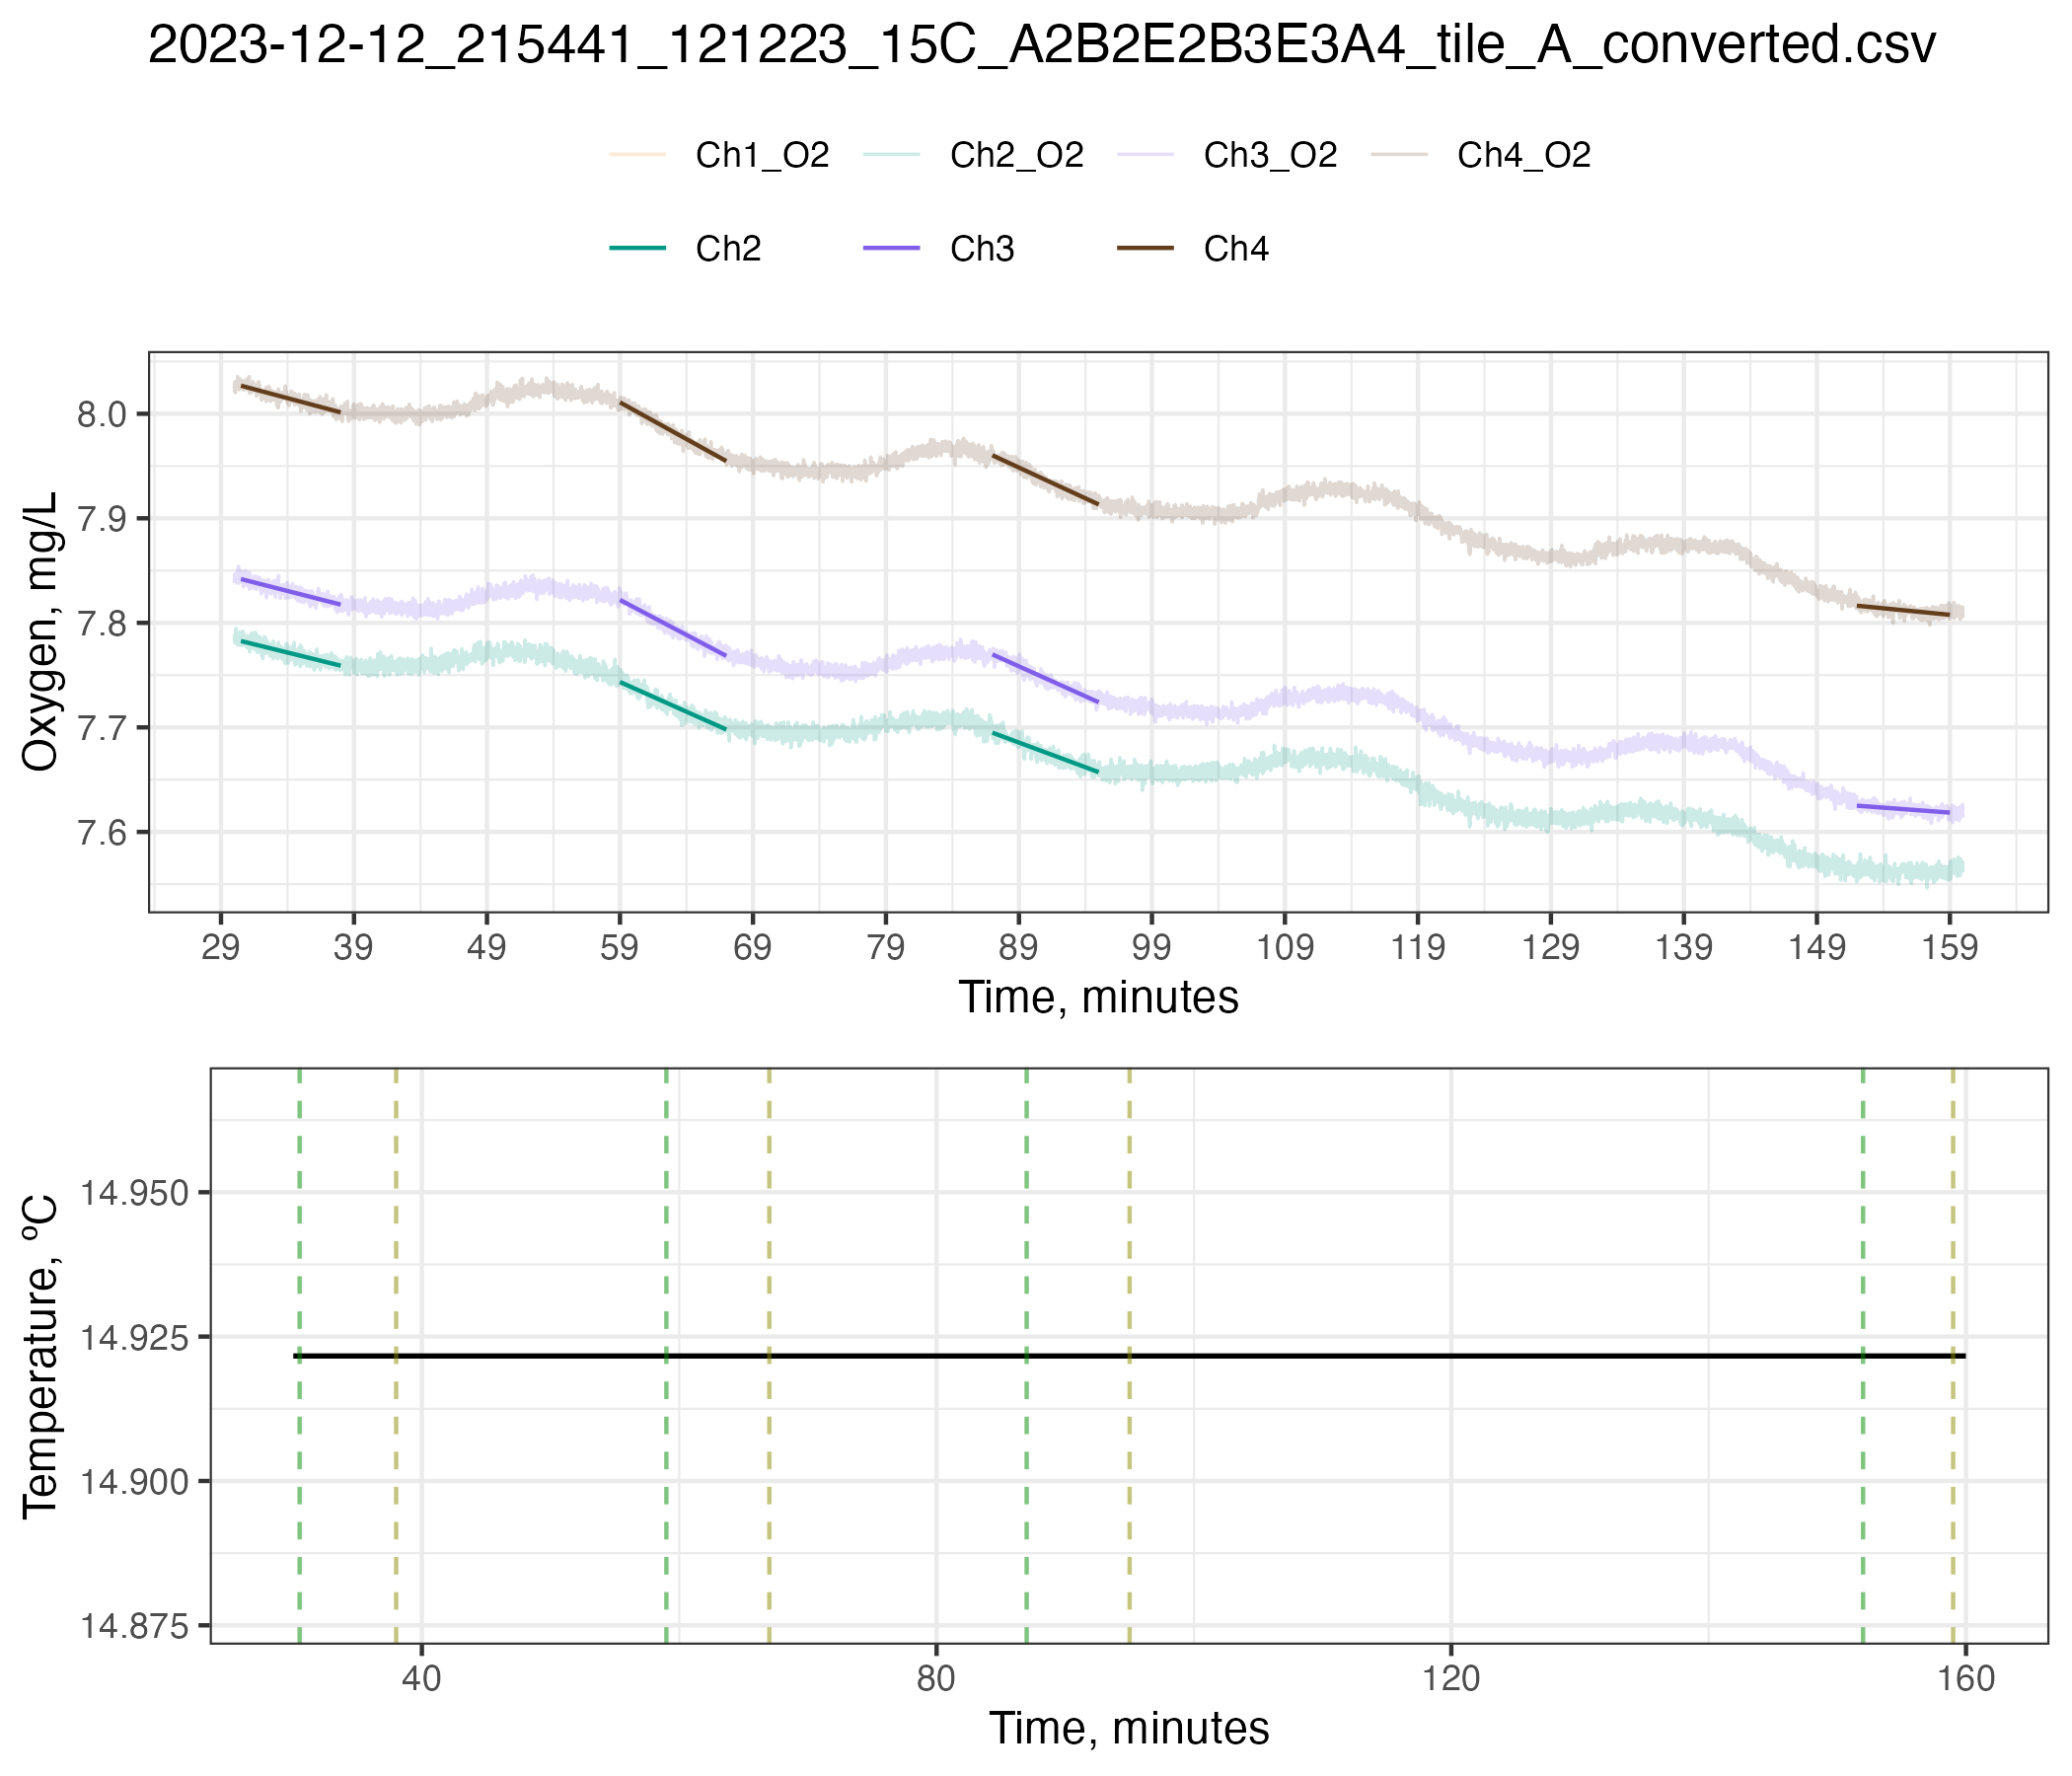 2023-12-12_215441_121223_15C_A2B2E2B3E3A4_tile_A_converted.csv
Ch1_O2 Ch2_O2 Ch3_O2 Ch4_O2
Ch2 Ch3 Ch4
Oxygen, mg/L
8.0
7.9
7.8
7.7
7.6
29 39 49 59 69 79 89 99 109 119 129 139 149 159
Time, minutes
Temperature, ºC
14.950
14.925
14.900
14.875
40 80 120 160
Time, minutes